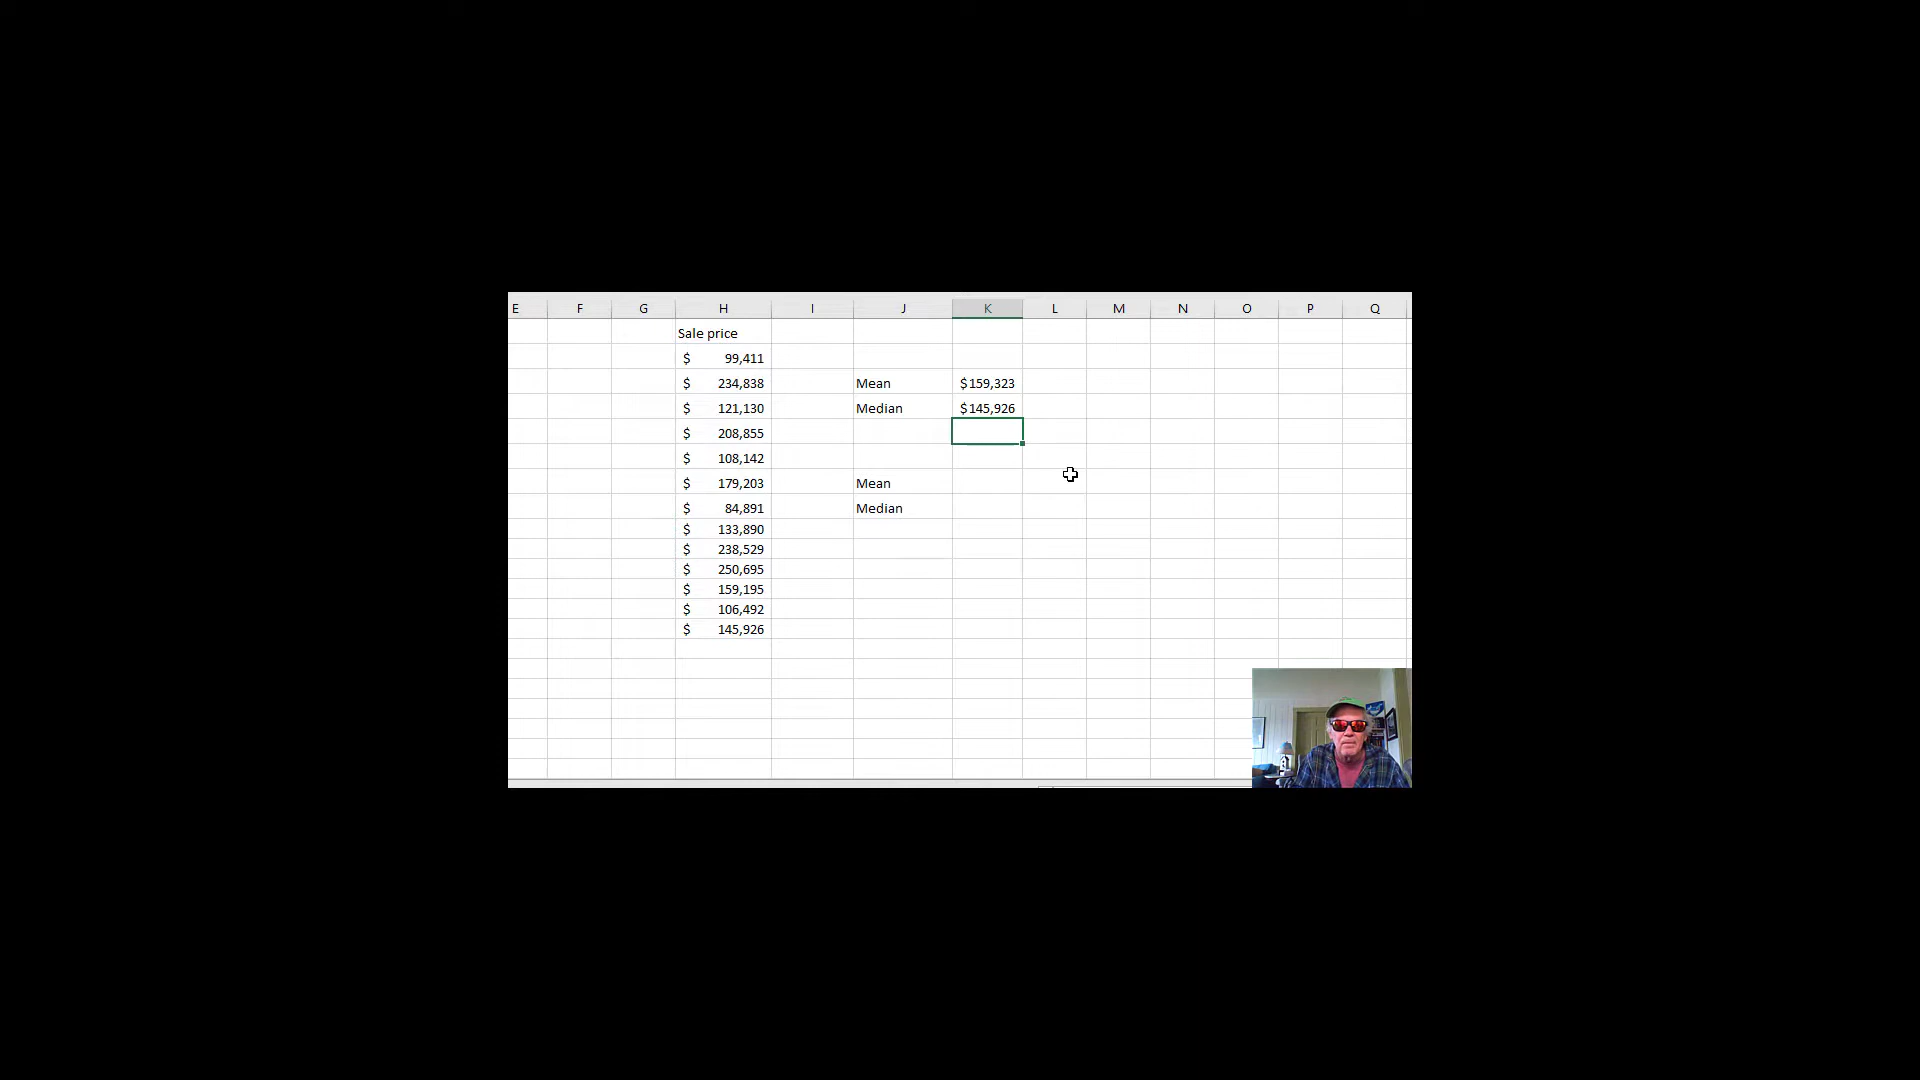 E F G H I J K L M N O P Q
Sale price
$ 99,411
$ 234,838 Mean $159,323
$ 121,130 Median $145,926
$ 208,855
$ 108,142
$ 179,203 Mean
$ 84,891 Median
$ 133,890
$ 238,529
$ 250,695
$ 159,195
$ 106,492
$ 145,926